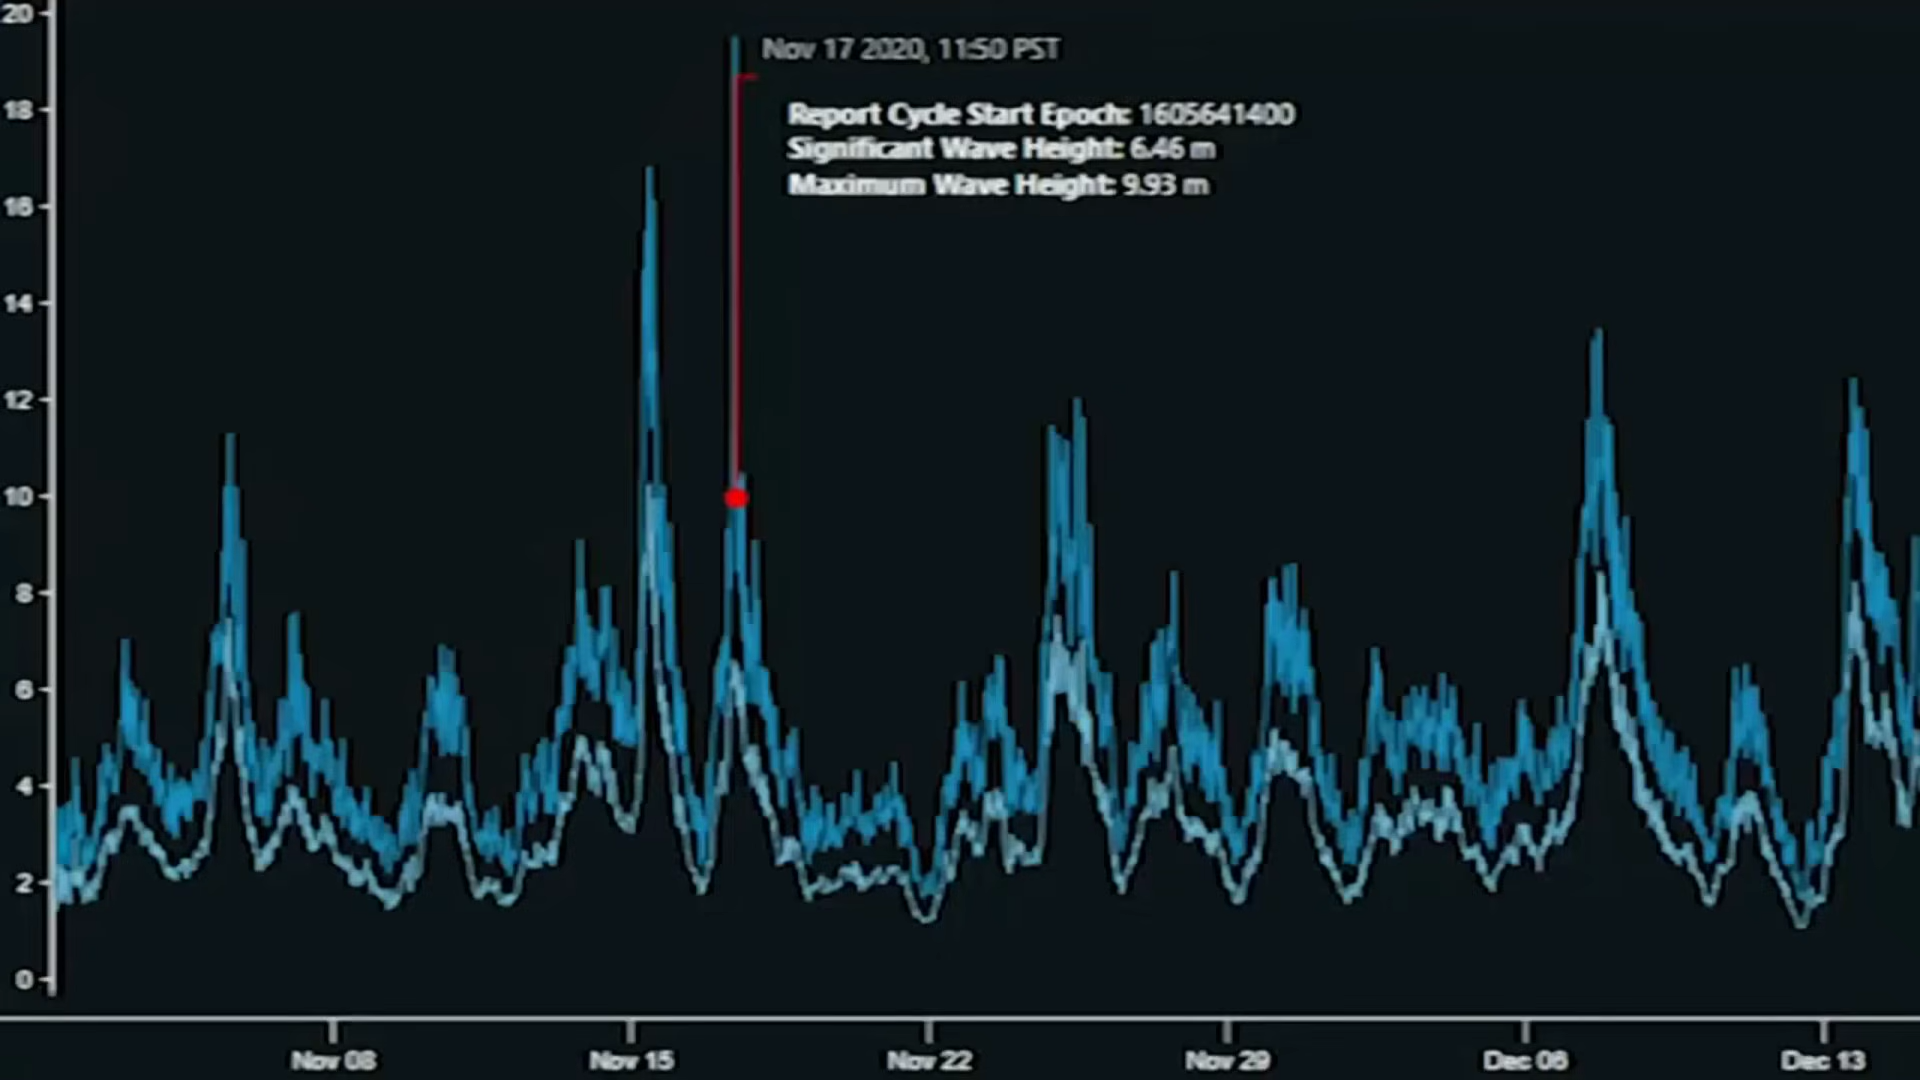 20
Nov 17 2020, 11:50 PST
18
Report Cycle Start Epoch: 1605641400
Significant Wave Height: 6.46 m
Maximum Wave Height: 9.93 m
16
14
12
10
8
6
4
2
0
Nov 08
Nov 15
Nov 22
Nov 29
Dec 06
Dec 13